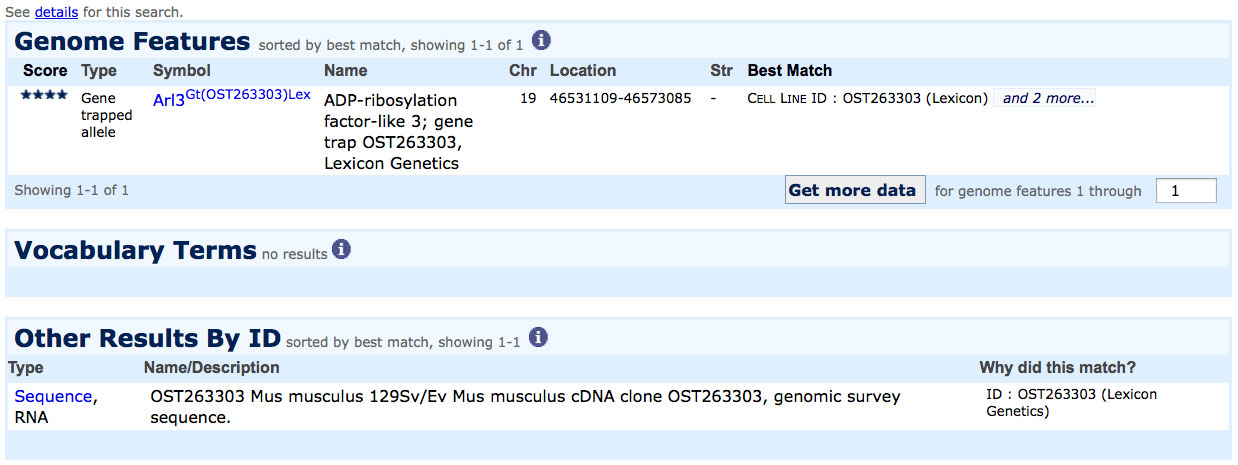 See details for this search.
Genome Features sorted by best match, showing 1-1 of 1
Score Type Symbol Name Chr Location Str Best Match
Gene trapped allele Arl3Gt(OST263303)Lex ADP-ribosylation factor-like 3; gene trap OST263303, Lexicon Genetics 19 46531109-46573085 - Cell Line ID : OST263303 (Lexicon) and 2 more...
Showing 1-1 of 1 Get more data for genome features 1 through 1
Vocabulary Terms no results
Other Results By ID sorted by best match, showing 1-1
Type Name/Description Why did this match?
Sequence, OST263303 Mus musculus 129Sv/Ev Mus musculus cDNA clone OST263303, genomic survey ID : OST263303 (Lexicon
RNA sequence. Genetics)